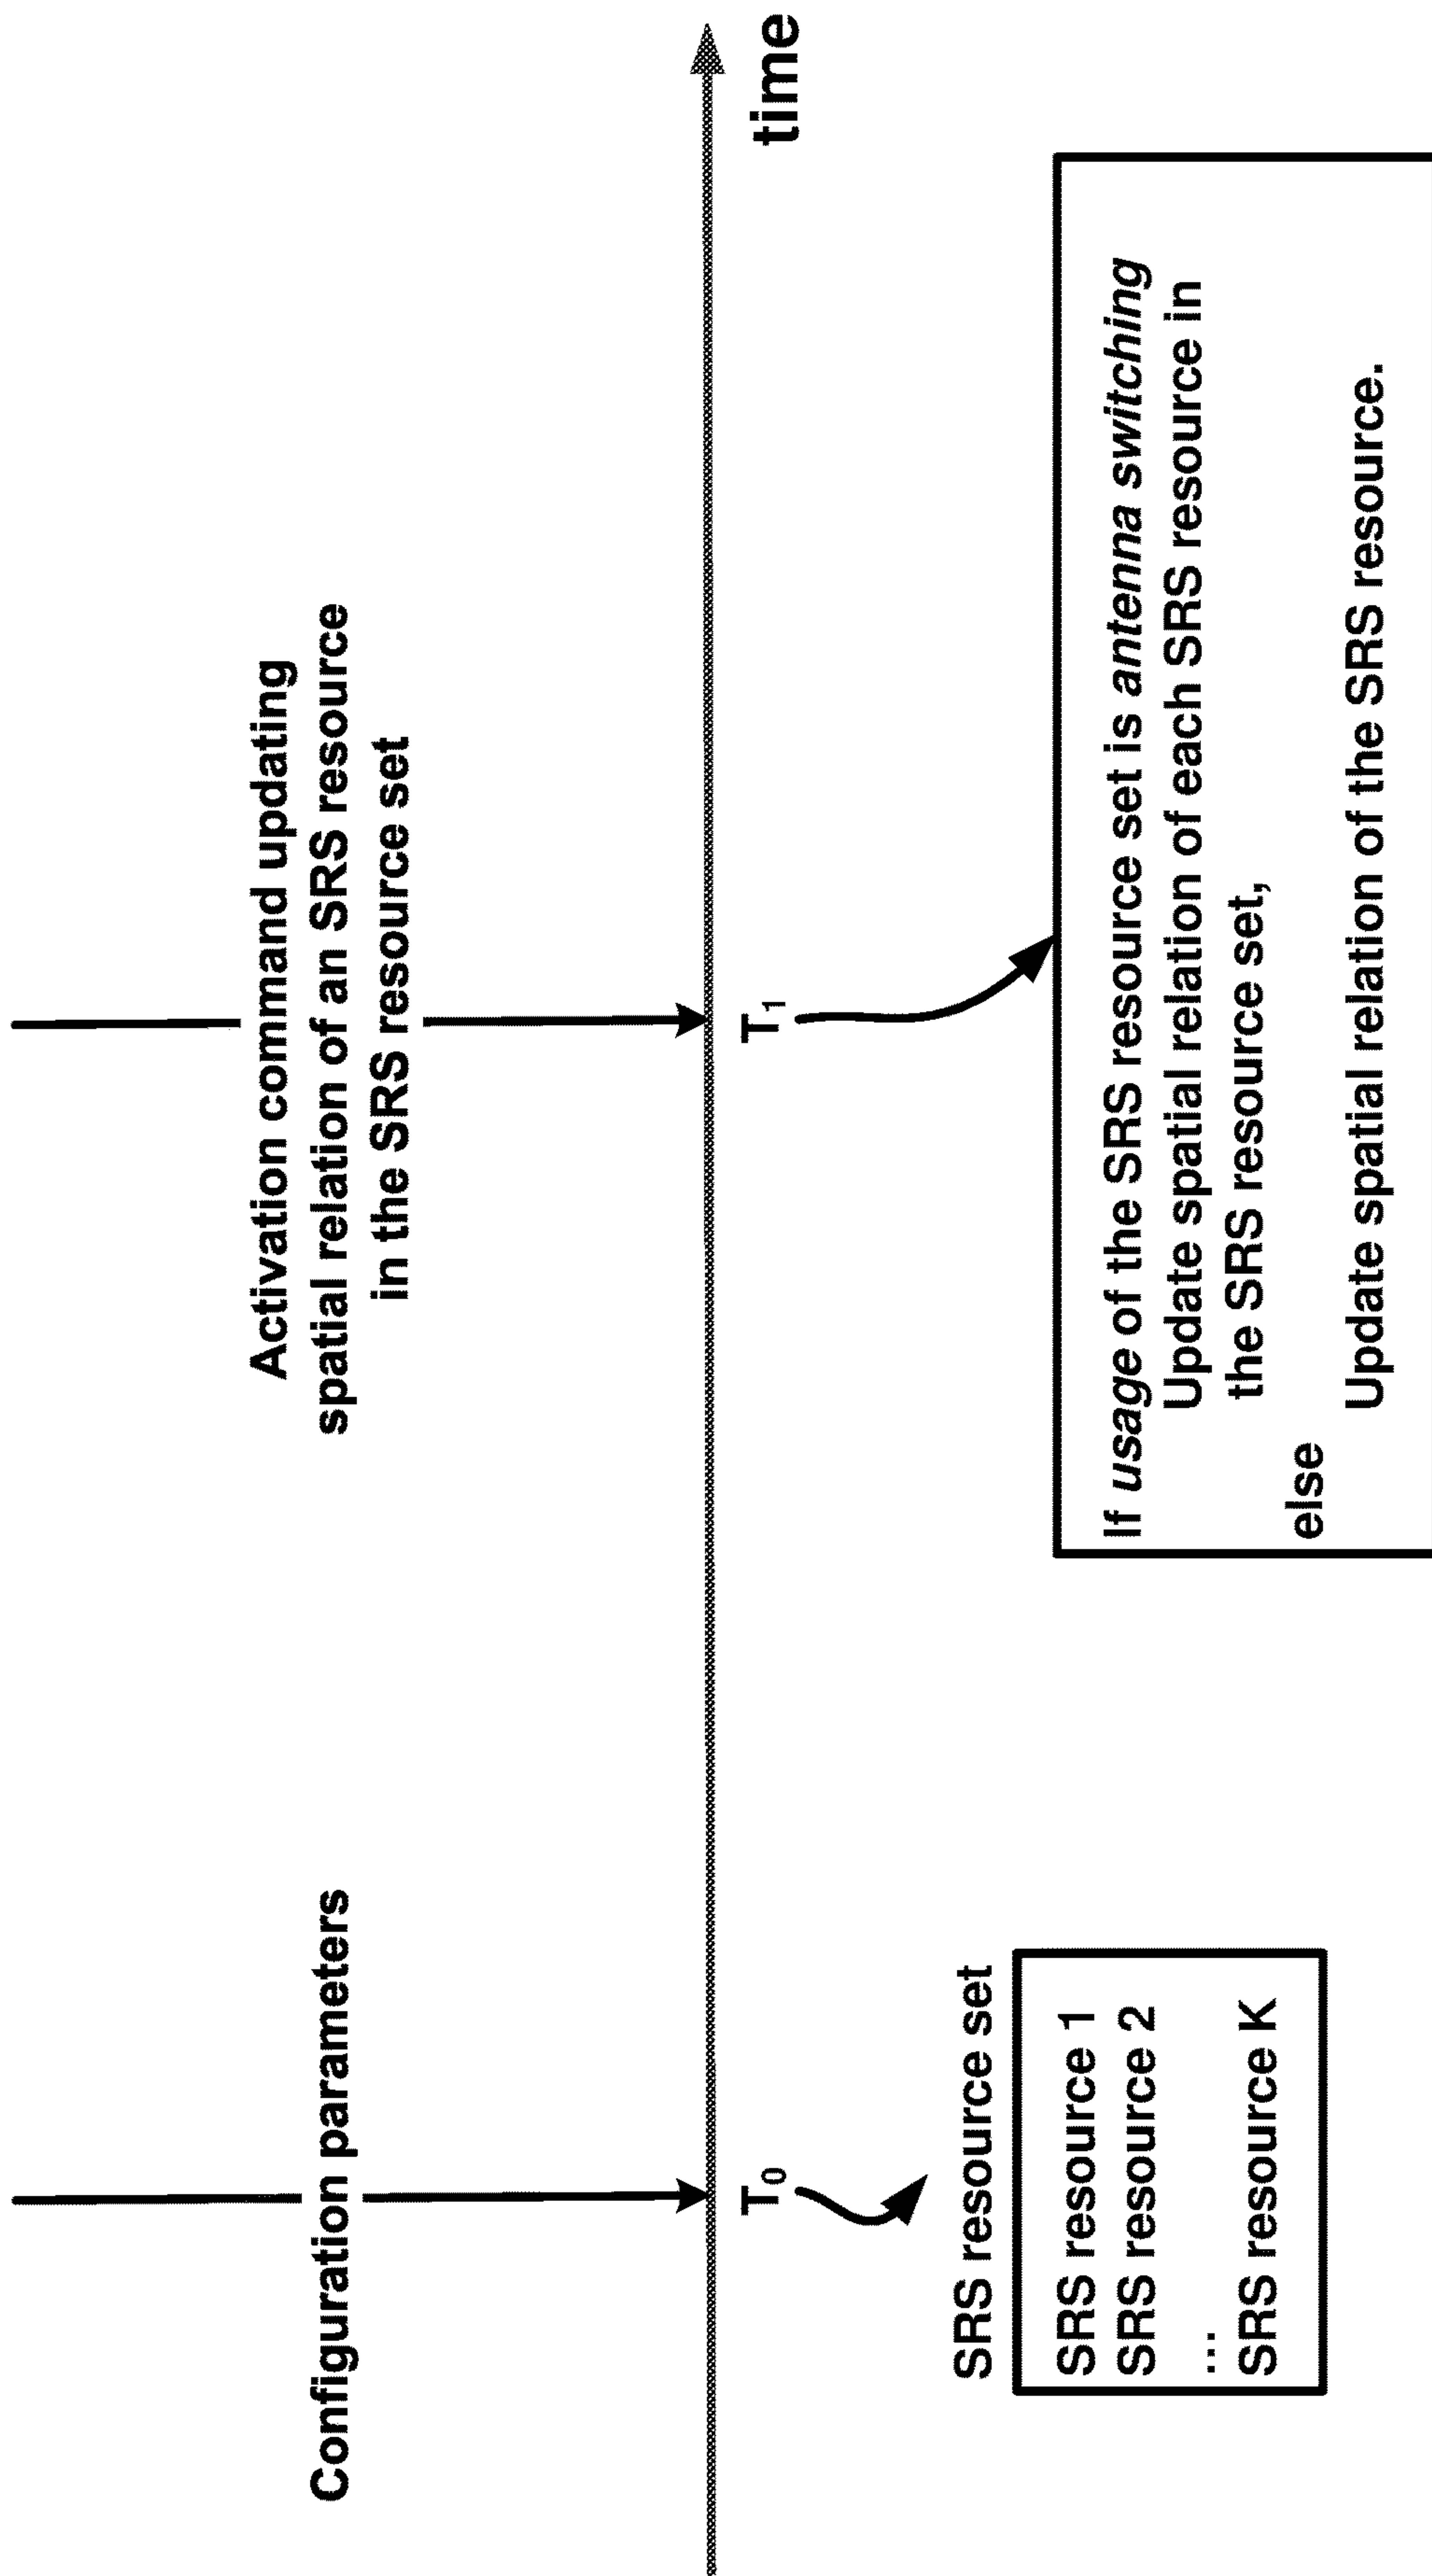 Configuration parameters
Activation command updating
spatial relation of an SRS resource
in the SRS resource set
time
T0
T1
SRS resource set
SRS resource 1
SRS resource 2
...
SRS resource K
If usage of the SRS resource set is antenna switching
Update spatial relation of each SRS resource in
the SRS resource set,
else
Update spatial relation of the SRS resource.